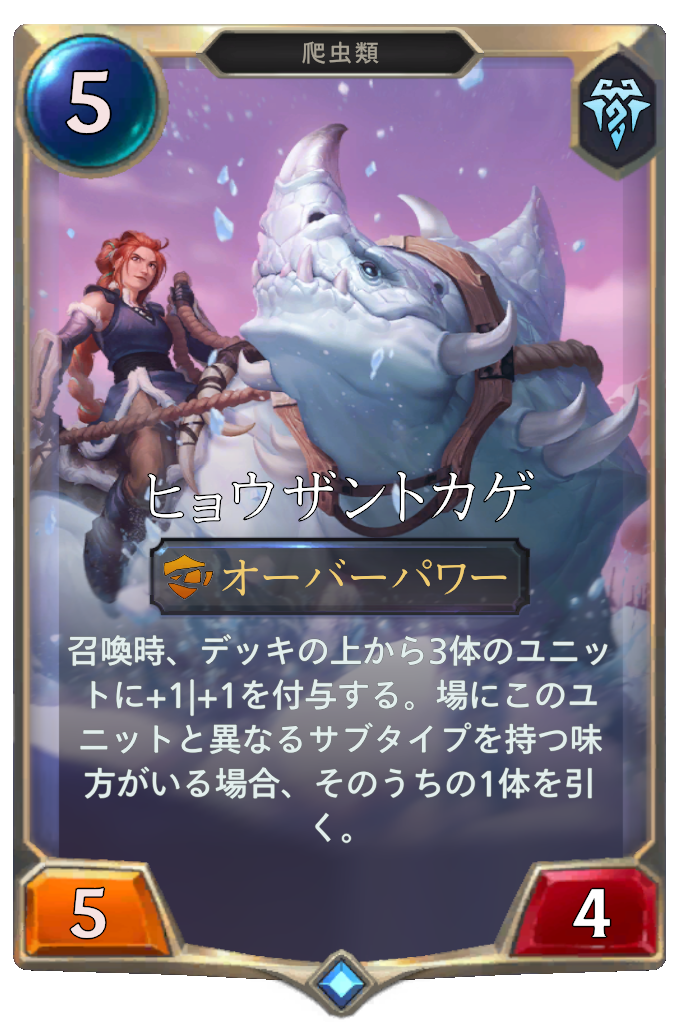 5
爬虫類
ヒョウザントカゲ
オーバーパワー
召喚時、デッキの上から3体のユニッ
トに+1|+1を付与する。場にこのユ
ニットと異なるサブタイプを持つ味
方がいる場合、そのうちの1体を引
く。
5
4